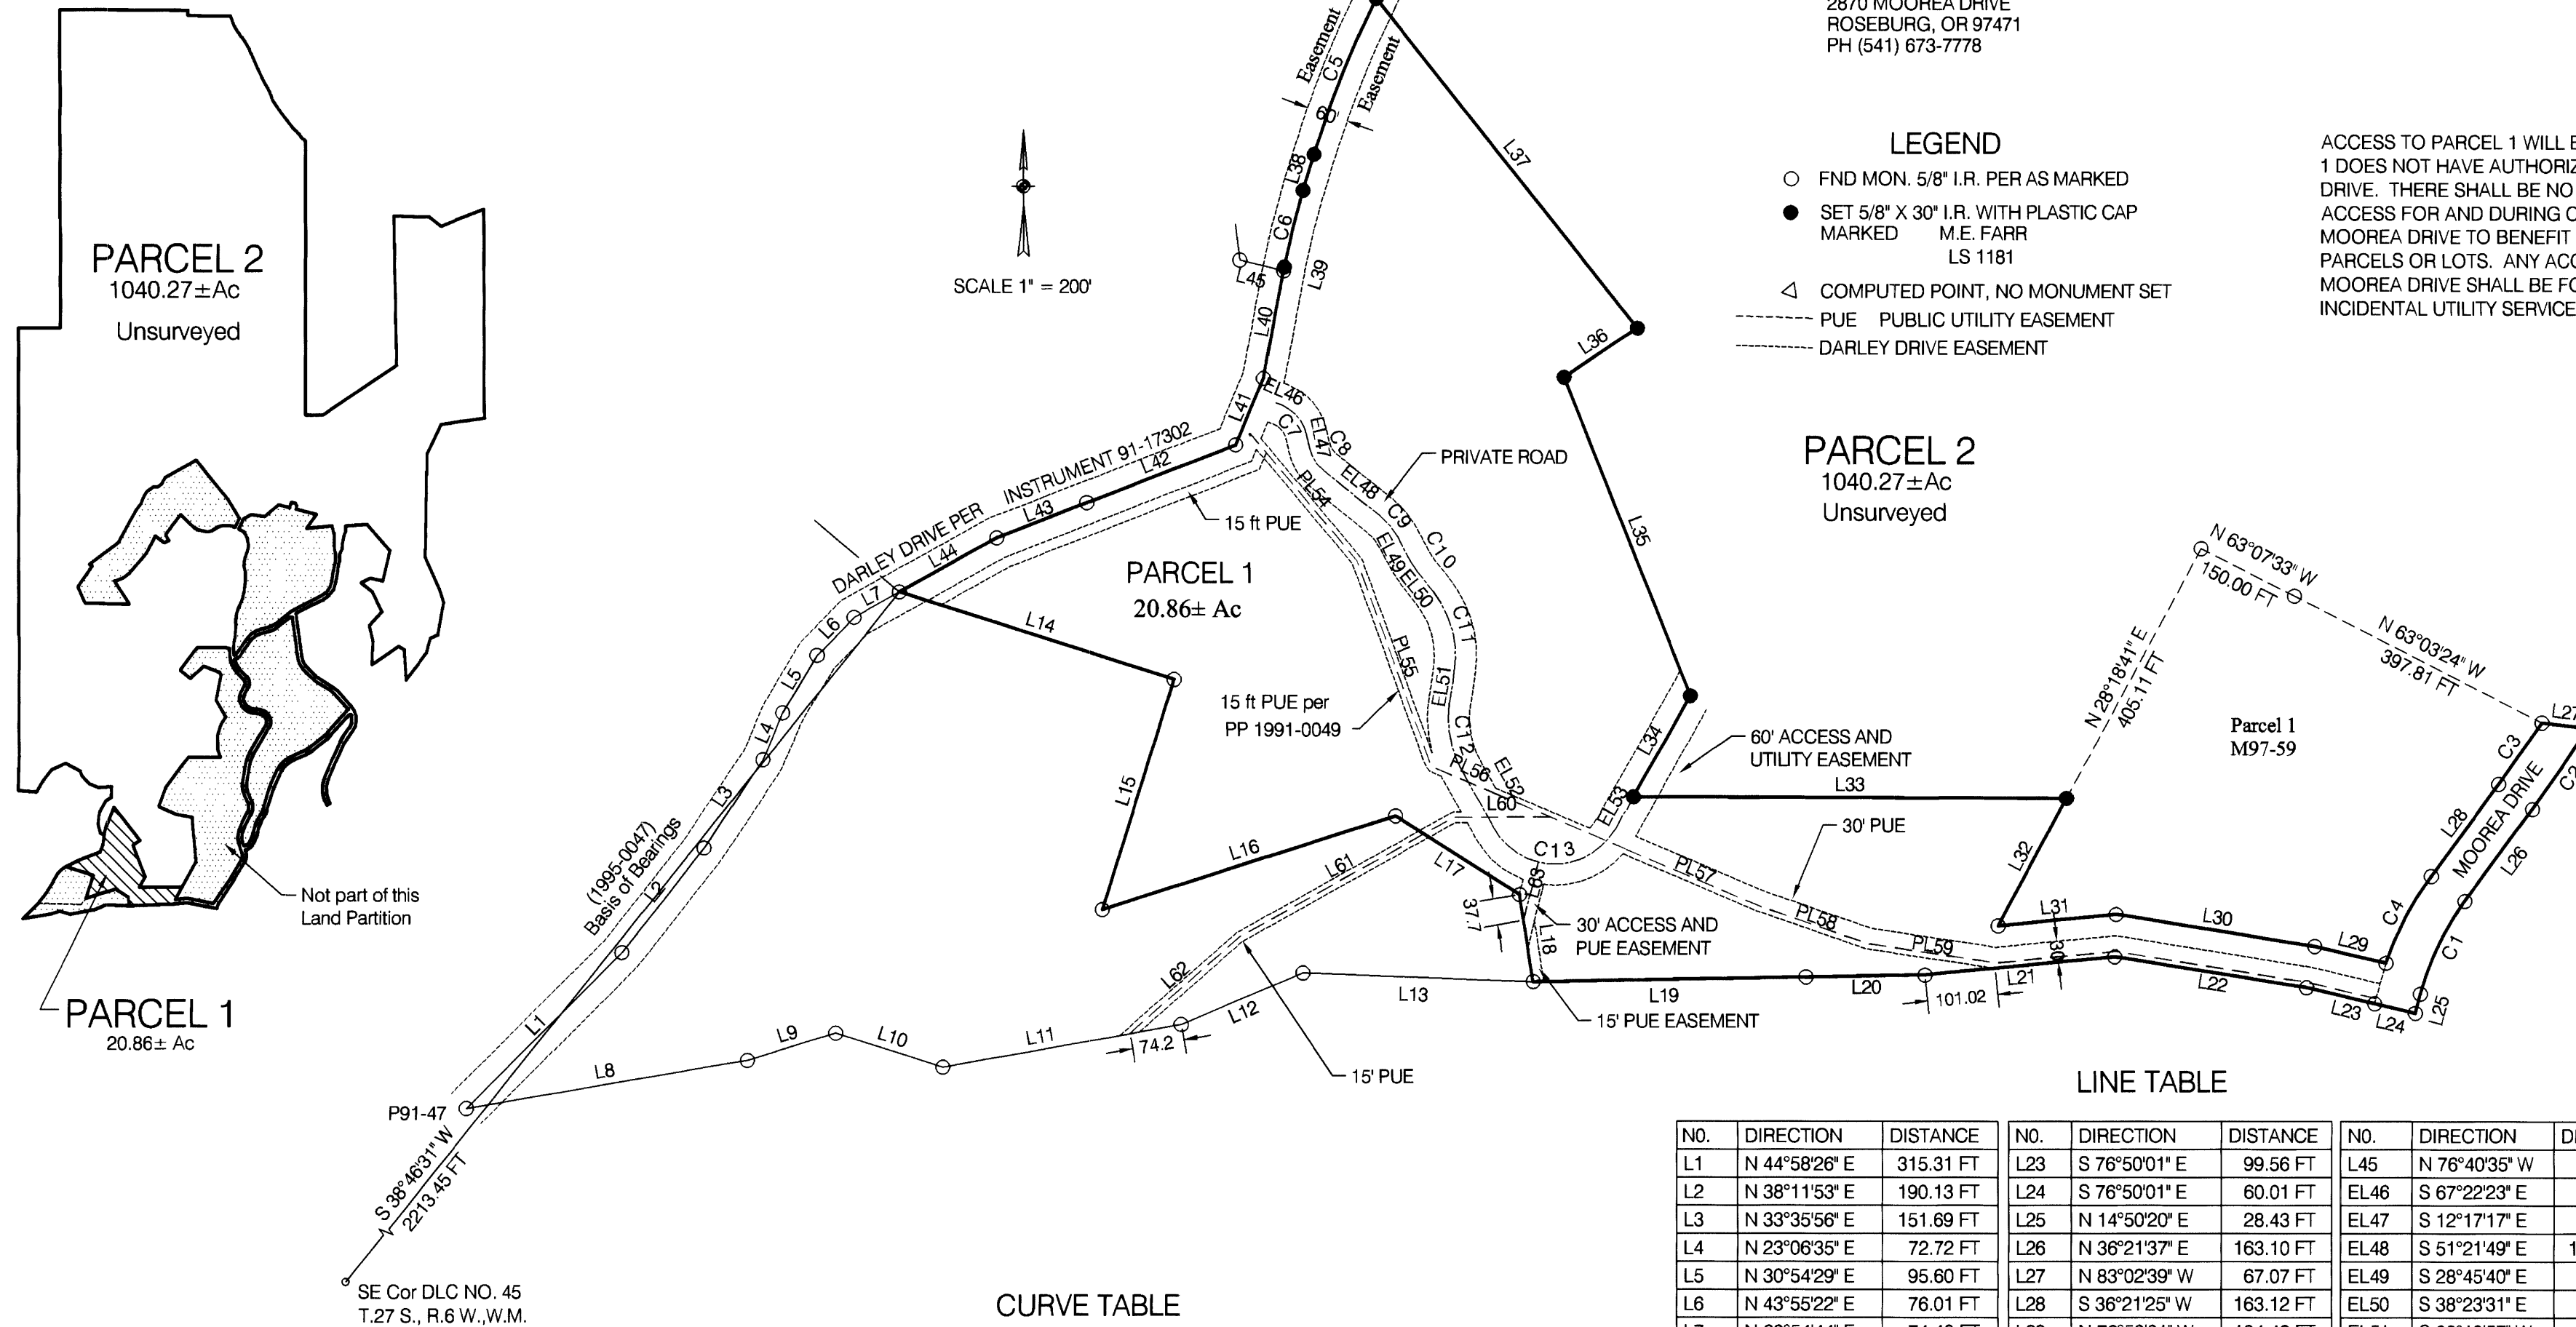 2870 MOOREA DRIVE
ROSEBURG, OR 97471
PH (541) 673-7778
PARCEL 2
1040.27±Ac
Unsurveyed
Not part of this
Land Partition
PARCEL 1
20.86± Ac
SCALE 1" = 200'
LEGEND
FND MON. 5/8" I.R. PER AS MARKED
SET 5/8" X 30" I.R. WITH PLASTIC CAP
MARKED M.E. FARR
LS 1181
COMPUTED POINT, NO MONUMENT SET
PUE PUBLIC UTILITY EASEMENT
DARLEY DRIVE EASEMENT
ACCESS TO PARCEL 1 WILL
1 DOES NOT HAVE
DRIVE. THERE SHALL BE NO
ACCESS FOR AND DURING
MOOREA DRIVE TO BENEFIT
PARCELS OR LOTS. ANY
MOOREA DRIVE SHALL BE
INCIDENTAL UTILITY SERVICE
Easement
C5
Easement
60'
L38
L37
C6
L39
L45
L40
L36
EL46
L41
C7
EL47
C8
PRIVATE ROAD
DARLEY DRIVE PER INSTRUMENT 91-17302
L42
EL48
PL54
C9
L43
15 ft PUE
L44
EL49
C10
L35
PARCEL 2
1040.27±Ac
Unsurveyed
PARCEL 1
20.86± Ac
EL50
L7
L6
L14
C11
PL55
L5
EL51
15 ft PUE per
PP 1991-0049
L4
C12
L34
60' ACCESS AND
UTILITY EASEMENT
PL56
EL52
L60
EL53
L33
L3
L15
30' PUE
(1995-0047)
Basis of Bearings
L2
L16
L17
L61
C13
L63
PL57
L32
37.7
L18
30' ACCESS AND
PUE EASEMENT
PL58
PL59
L62
L1
L12
L13
L19
L20
101.02
L21
30'
L31
L30
L29
L22
L23
L24
L25
C4
C1
L28
MOOREA DRIVE
L26
C3
C2
L27
Parcel 1
M97-59
N 63°07'33" W
150.00 FT
N 63°03'24" W
397.81 FT
N 28°18'41" E
405.11 FT
15' PUE EASEMENT
L8
L9
L10
L11
74.2
15' PUE
P91-47
S 38°46'31" W
2213.45 FT
SE Cor DLC NO. 45
T.27 S., R.6 W.,W.M.
CURVE TABLE
LINE TABLE
NO. DIRECTION DISTANCE NO. DIRECTION DISTANCE NO. DIRECTION
L1 N 44°58'26" E 315.31 FT L23 S 76°50'01" E 99.56 FT L45 N 76°40'35" W
L2 N 38°11'53" E 190.13 FT L24 S 76°50'01" E 60.01 FT EL46 S 67°22'23" E
L3 N 33°35'56" E 151.69 FT L25 N 14°50'20" E 28.43 FT EL47 S 12°17'17" E
L4 N 23°06'35" E 72.72 FT L26 N 36°21'37" E 163.10 FT EL48 S 51°21'49" E
L5 N 30°54'29" E 95.60 FT L27 N 83°02'39" W 67.07 FT EL49 S 28°45'40" E
L6 N 43°55'22" E 76.01 FT L28 S 36°21'25" W 163.12 FT EL50 S 38°23'31" E